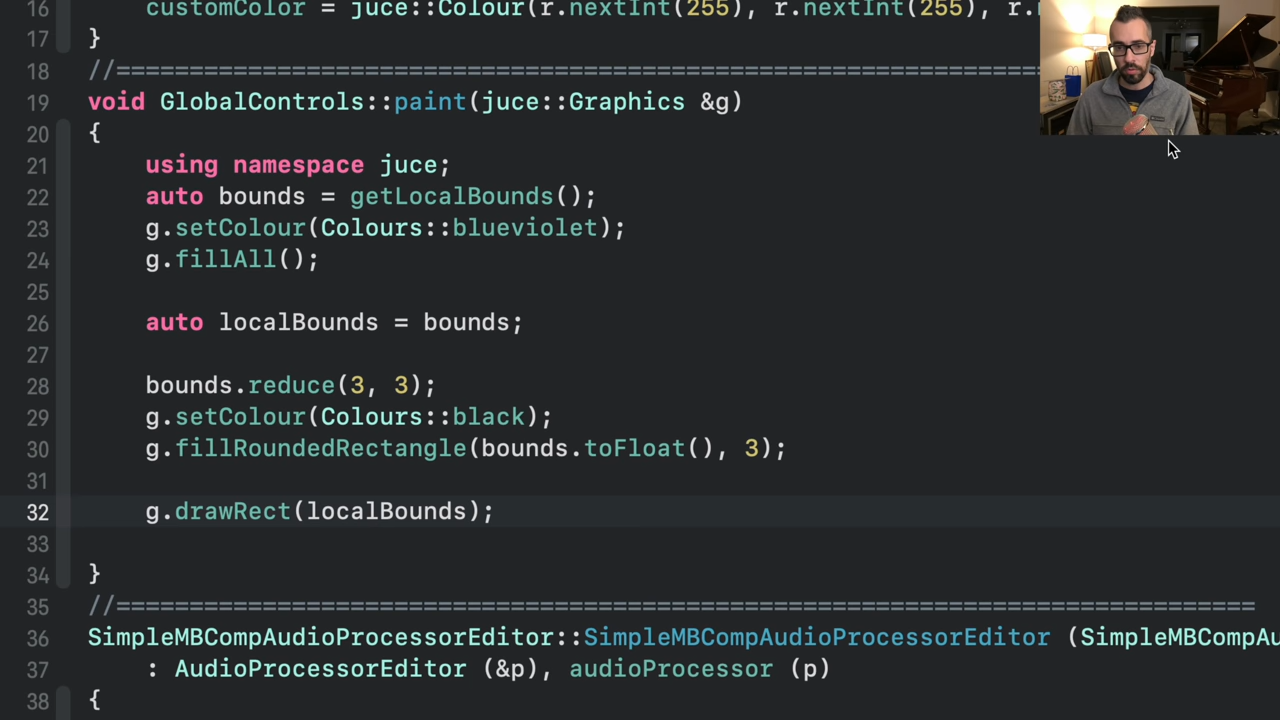 16 customColor = juce::Colour(r.nextInt(255), r.nextInt(255), r.
17 }
18 //================================================================
19 void GlobalControls::paint(juce::Graphics &g)
20 {
21 using namespace juce;
22 auto bounds = getLocalBounds();
23 g.setColour(Colours::blueviolet);
24 g.fillAll();
25
26 auto localBounds = bounds;
27
28 bounds.reduce(3, 3);
29 g.setColour(Colours::black);
30 g.fillRoundedRectangle(bounds.toFloat(), 3);
31
32 g.drawRect(localBounds);
33
34 }
35 //==============================================================================
36 SimpleMBCompAudioProcessorEditor::SimpleMBCompAudioProcessorEditor (SimpleMBCompAu
37 : AudioProcessorEditor (&p), audioProcessor (p)
38 {